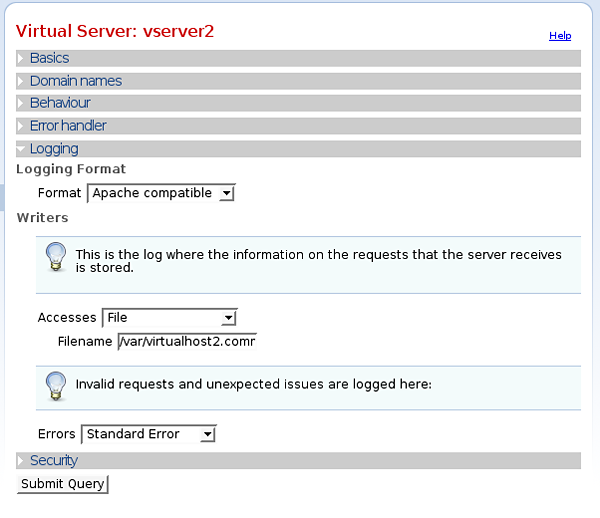 Virtual Server: vserver2
Help
Basics
Domain names
Behaviour
Error handler
Logging
Logging Format
Format Apache compatible
Writers
This is the log where the information on the requests that the server receives
is stored.
Accesses File
Filename /var/virtualhost2.comr
Invalid requests and unexpected issues are logged here:
Errors Standard Error
Security
Submit Query